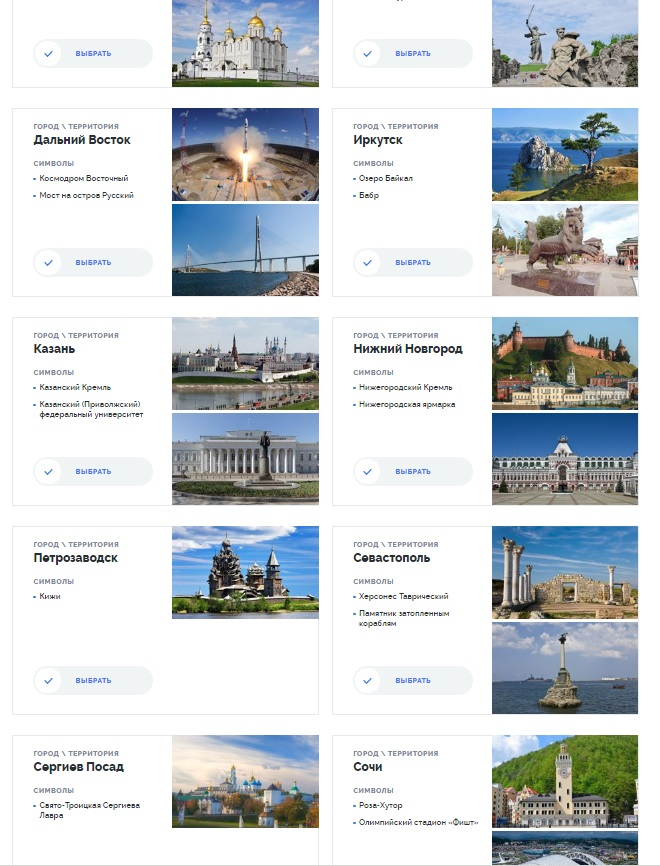 ВЫБРАТЬ
ВЫБРАТЬ
ГОРОД \ ТЕРРИТОРИЯ
Дальний Восток
СИМВОЛЫ
Космодром Восточный
Мост на остров Русский
ВЫБРАТЬ
ГОРОД \ ТЕРРИТОРИЯ
Иркутск
СИМВОЛЫ
Озеро Байкал
Бабр
ВЫБРАТЬ
ГОРОД \ ТЕРРИТОРИЯ
Казань
СИМВОЛЫ
Казанский Кремль
Казанский (Приволжский)
федеральный университет
ВЫБРАТЬ
ГОРОД \ ТЕРРИТОРИЯ
Нижний Новгород
СИМВОЛЫ
Нижегородский Кремль
Нижегородская ярмарка
ВЫБРАТЬ
ГОРОД \ ТЕРРИТОРИЯ
Петрозаводск
СИМВОЛЫ
Кижи
ВЫБРАТЬ
ГОРОД \ ТЕРРИТОРИЯ
Севастополь
СИМВОЛЫ
Херсонес Таврический
Памятник затопленным
кораблям
ВЫБРАТЬ
ГОРОД \ ТЕРРИТОРИЯ
Сергиев Посад
СИМВОЛЫ
Свято-Троицкая Сергиева
Лавра
ГОРОД \ ТЕРРИТОРИЯ
Сочи
СИМВОЛЫ
Роза-Хутор
Олимпийский стадион «Фишт»